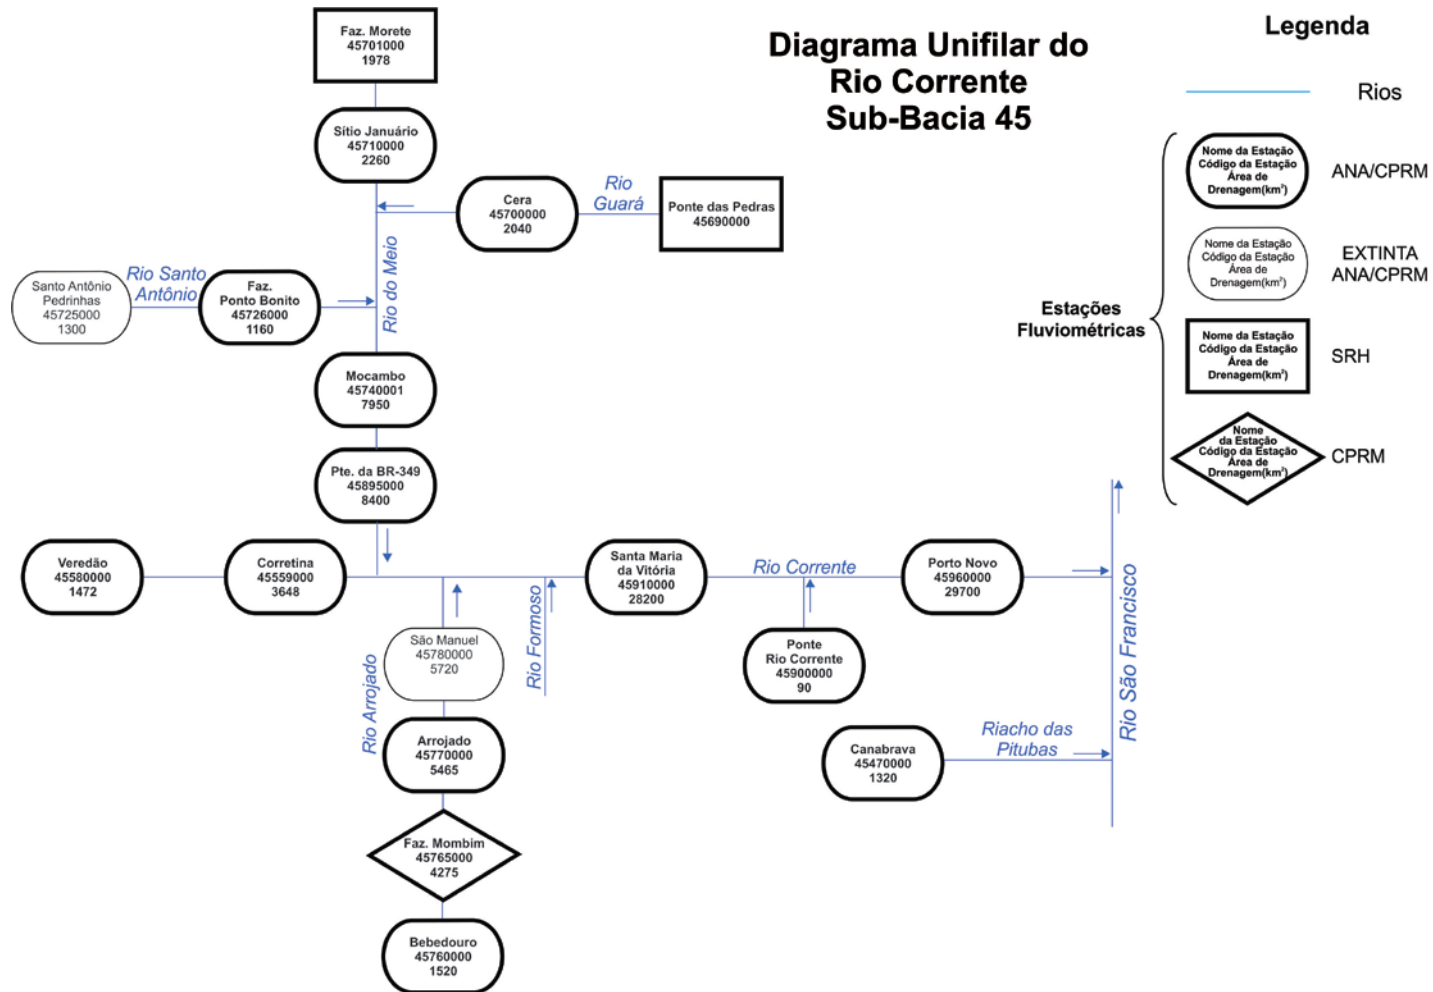 Diagrama Unifilar do
Rio Corrente
Sub-Bacia 45
Legenda
Rios
Nome da Estação
Código da Estação
Área de
Drenagem(km²)
ANA/CPRM
Nome da Estação
Código da Estação
Área de
Drenagem(km²)
EXTINTA
ANA/CPRM
Estações
Fluviométricas
Nome da Estação
Código da Estação
Área de
Drenagem(km²)
SRH
Nome
da Estação
Código da Estação
Área de
Drenagem(km²)
CPRM
Faz. Morete
45701000
1978
Sítio Januário
45710000
2260
Cera
45700000
2040
Rio
Guará
Ponte das Pedras
45690000
Rio do Meio
Santo Antônio
Pedrinhas
45725000
1300
Rio Santo
Antônio
Faz.
Ponto Bonito
45726000
1160
Mocambo
45740001
7950
Pte. da BR-349
45895000
8400
Veredão
45580000
1472
Corretina
45559000
3648
Santa Maria
da Vitória
45910000
28200
Rio Corrente
Porto Novo
45960000
29700
São Manuel
45780000
5720
Rio Arrojado
Rio Formoso
Ponte
Rio Corrente
45900000
90
Rio São Francisco
Arrojado
45770000
5465
Canabrava
45470000
1320
Riacho das
Pitubas
Faz. Mombim
45765000
4275
Bebedouro
45760000
1520